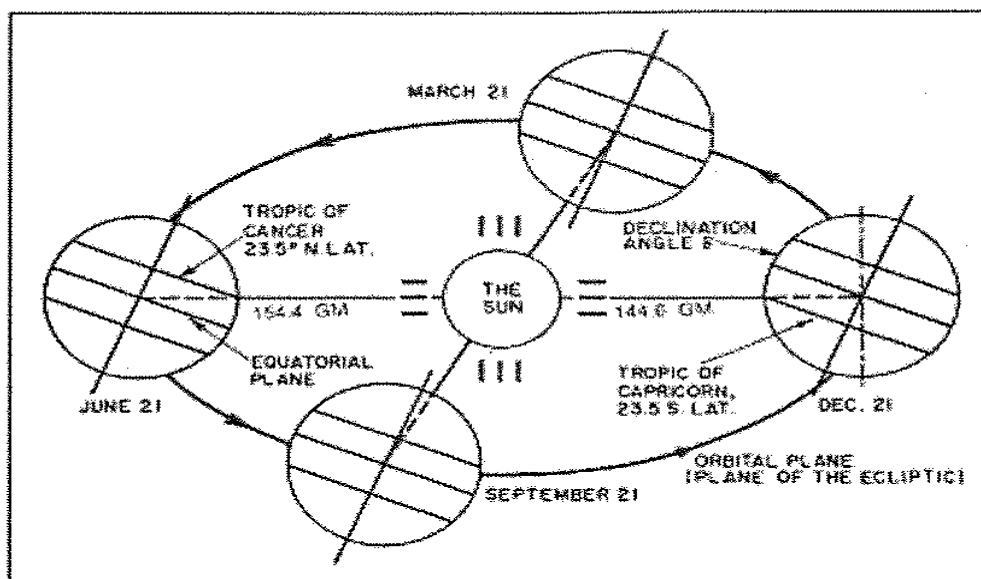 MARCH 21
TROPIC OF
CANCER
23.5° N. LAT.
DECLINATION
ANGLE δ
THE
SUN
154.4 GM
144.6 GM
EQUATORIAL
PLANE
TROPIC OF
CAPRICORN,
23.5 S. LAT.
JUNE 21
DEC. 21
ORBITAL PLANE
(PLANE OF THE ECLIPTIC)
SEPTEMBER 21